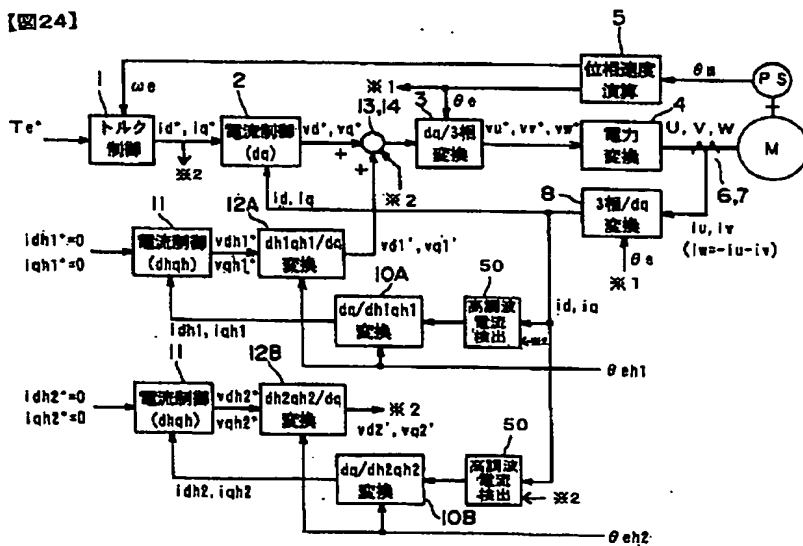 【図24】
5
位相速度
演算
θm
PS
M
※1
θe
ωe
1
Te*
トルク
制御
id*, iq*
※2
2
電流制御
(dq)
vd*, vq*
+
+
13,14
※2
3
dq/3相
変換
vu*, vv*, vw*
4
電力
変換
U, V, W
6,7
8
3相/dq
変換
iu, iv
(iw=-iu-iv)
θe
※1
id, iq
11
idh1*=0
iqh1*=0
電流制御
(dhqh)
vdh1*
vqh1*
12A
dh1qh1/dq
変換
vd1', vq1'
10A
dq/dh1qh1
変換
50
高調波
電流
検出
※2
id, iq
idh1, iqh1
θeh1
11
idh2*=0
iqh2*=0
電流制御
(dhqh)
vdh2*
vqh2*
12B
dh2qh2/dq
変換
※2
vd2', vq2'
50
高調波
電流
検出
※2
dq/dh2qh2
変換
10B
idh2, iqh2
θeh2